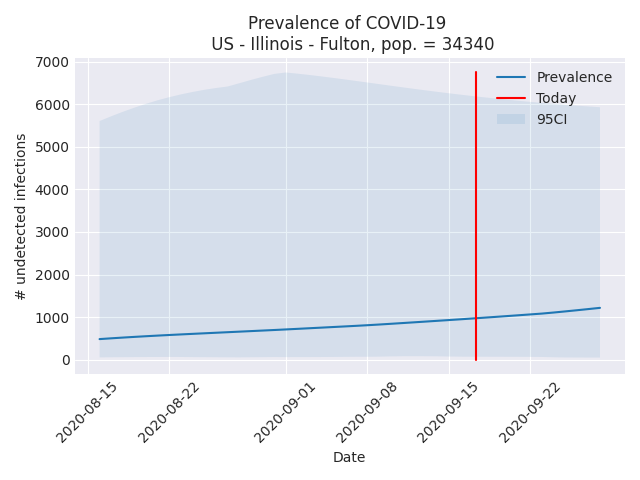 Prevalence of COVID-19
US - Illinois - Fulton, pop. = 34340
7000
6000
5000
4000
3000
2000
1000
0
# undetected infections
Prevalence
Today
95CI
2020-08-15
2020-08-22
2020-09-01
2020-09-08
2020-09-15
2020-09-22
Date